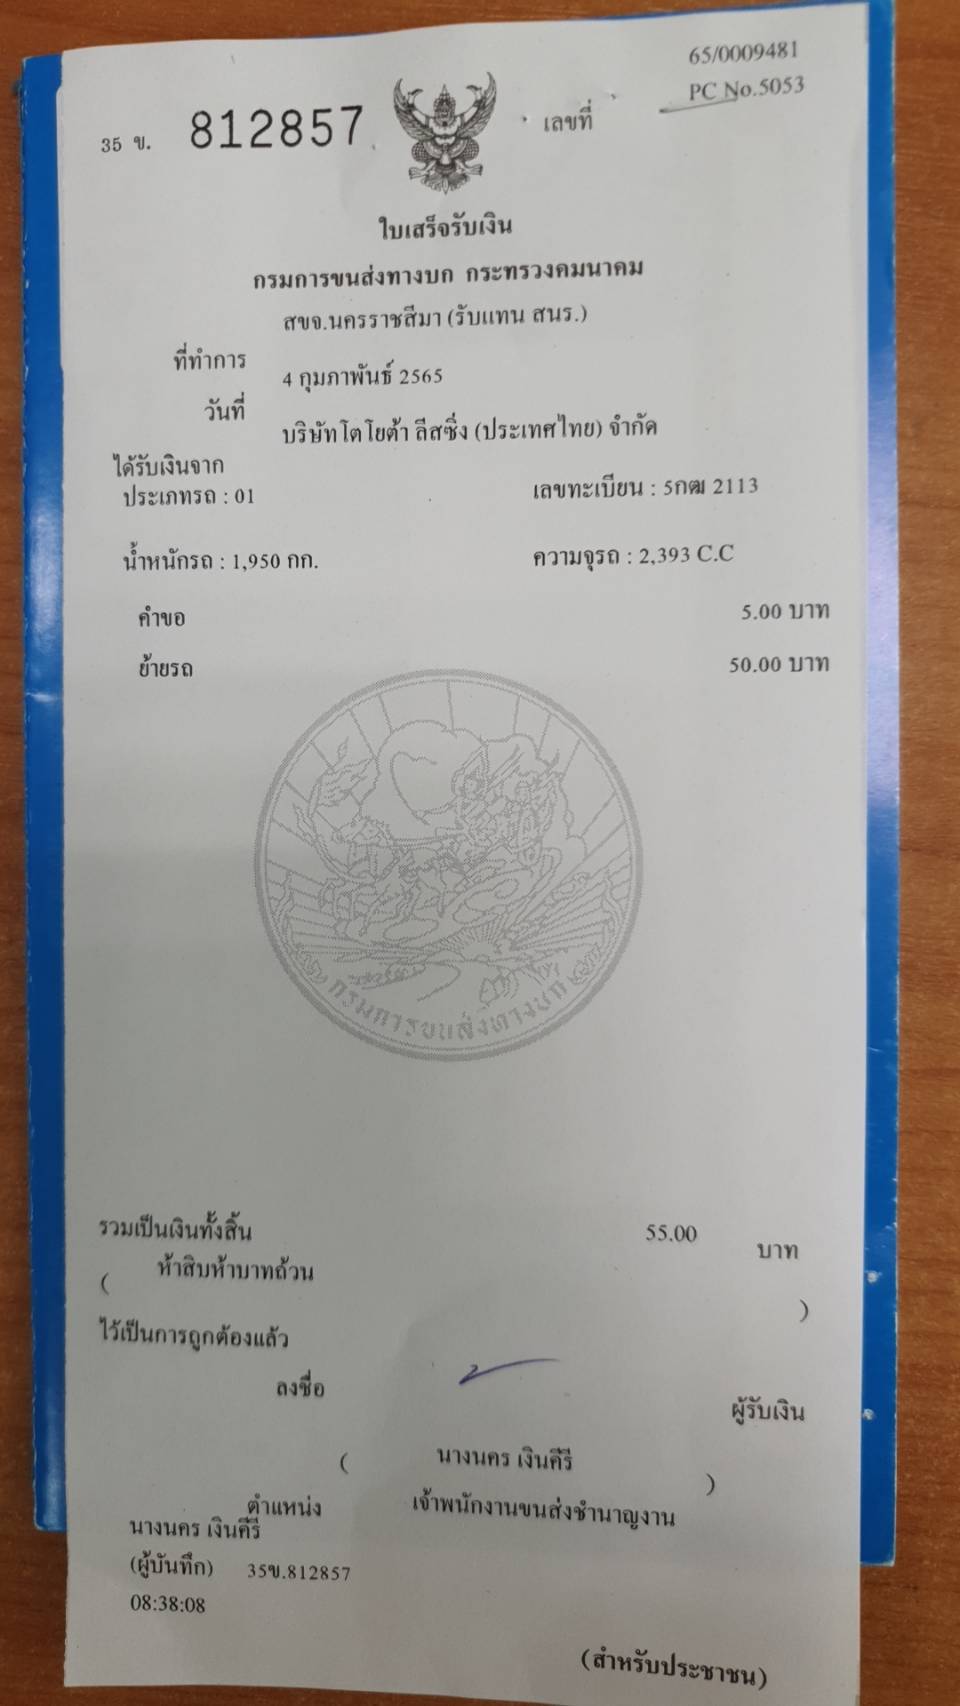 65/0009481
35 ข. 812857 เลขที่ PC No.5053
ใบเสร็จรับเงิน
กรมการขนส่งทางบก กระทรวงคมนาคม
สขจ.นครราชสีมา (รับแทน สนร.)
ที่ทำการ
4 กุมภาพันธ์ 2565
วันที่
บริษัทโตโยต้า ลีสซิ่ง (ประเทศไทย) จำกัด
ได้รับเงินจาก
ประเภทรถ : 01 เลขทะเบียน : 5กฒ 2113
น้ำหนักรถ : 1,950 กก. ความจุรถ : 2,393 C.C
คำขอ 5.00 บาท
ย้ายรถ 50.00 บาท
กรมการขนส่งทางบก
รวมเป็นเงินทั้งสิ้น 55.00 บาท
( ห้าสิบห้าบาทถ้วน )
ไว้เป็นการถูกต้องแล้ว
ลงชื่อ ผู้รับเงิน
( นางนคร เงินคีรี )
ตำแหน่ง เจ้าพนักงานขนส่งชำนาญงาน
นางนคร เงินคีรี
(ผู้บันทึก) 35ข.812857
08:38:08
(สำหรับประชาชน)